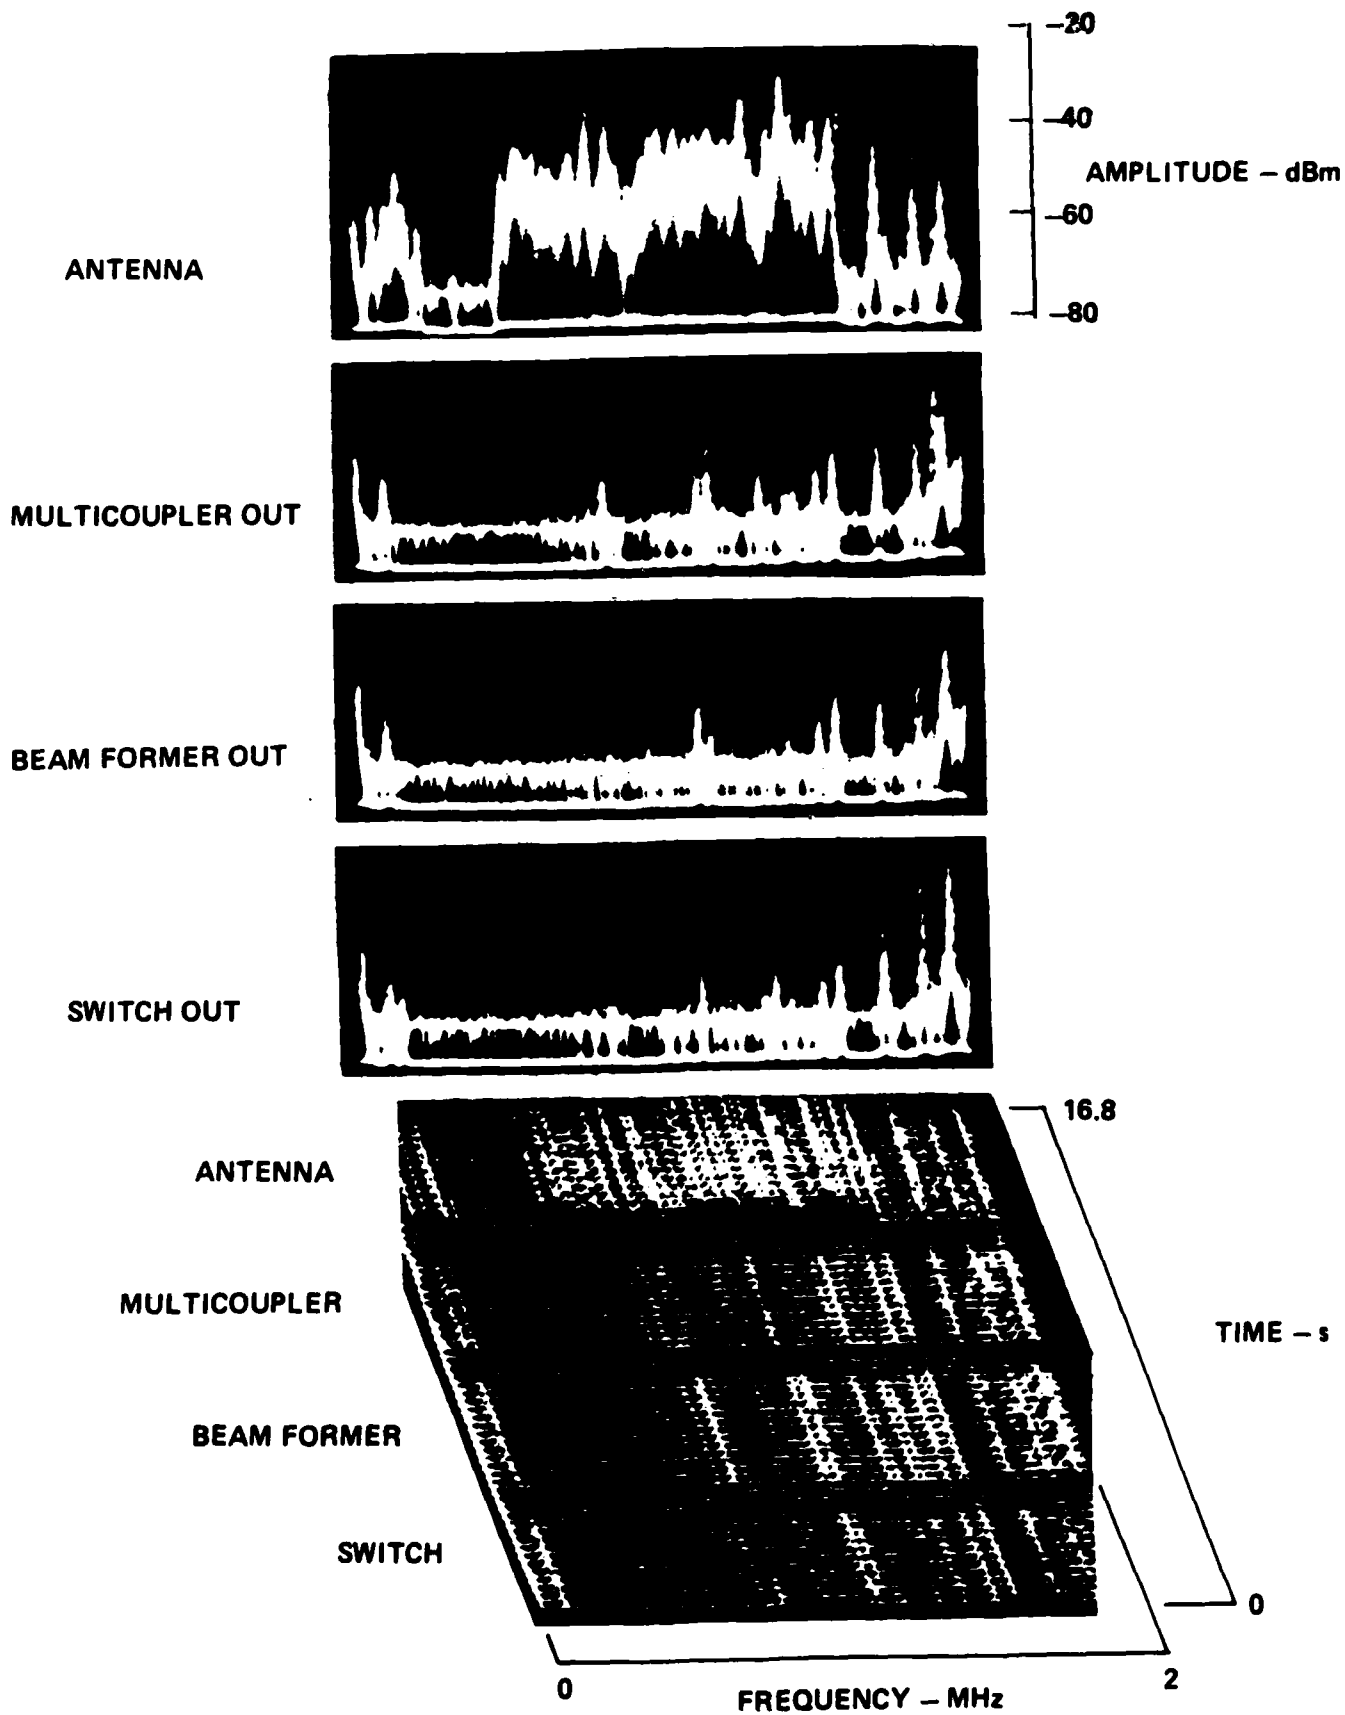 –20
–40
AMPLITUDE – dBm
–60
ANTENNA
–80
MULTICOUPLER OUT
BEAM FORMER OUT
SWITCH OUT
16.8
ANTENNA
MULTICOUPLER
TIME – s
BEAM FORMER
SWITCH
0
0
2
FREQUENCY – MHz